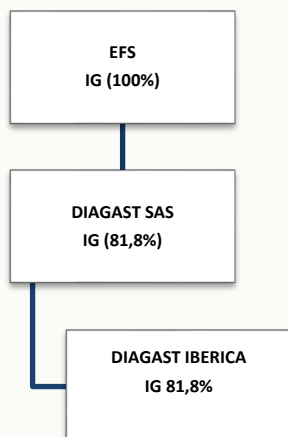 EFS
IG (100%)
DIAGAST SAS
IG (81,8%)
DIAGAST IBERICA
IG 81,8%